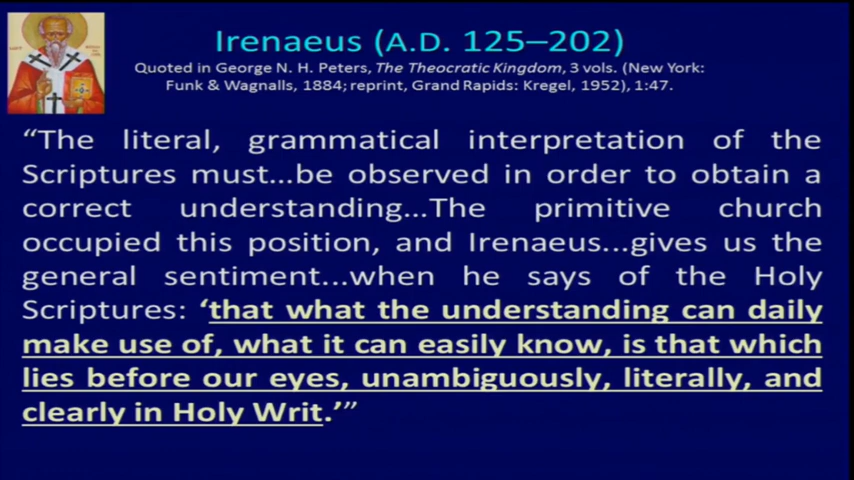 Irenaeus (A.D. 125–202)
Quoted in George N. H. Peters, The Theocratic Kingdom, 3 vols. (New York:
Funk & Wagnalls, 1884; reprint, Grand Rapids: Kregel, 1952), 1:47.
“The literal, grammatical interpretation of the
Scriptures must...be observed in order to obtain a
correct understanding...The primitive church
occupied this position, and Irenaeus...gives us the
general sentiment...when he says of the Holy
Scriptures: ‘that what the understanding can daily
make use of, what it can easily know, is that which
lies before our eyes, unambiguously, literally, and
clearly in Holy Writ.’”